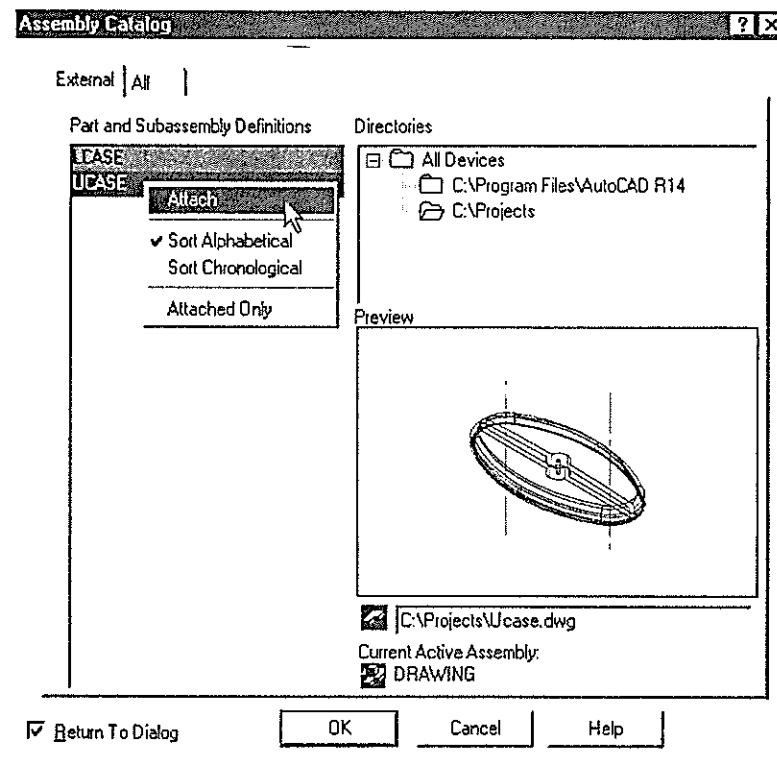 Assembly Catalog
External All
Part and Subassembly Definitions
LCASE
UCASE
Attach
Sort Alphabetical
Sort Chronological
Attached Only
Directories
All Devices
C:\Program Files\AutoCAD R14
C:\Projects
Preview
C:\Projects\Ucase.dwg
Current Active Assembly:
DRAWING
Return To Dialog
OK
Cancel
Help